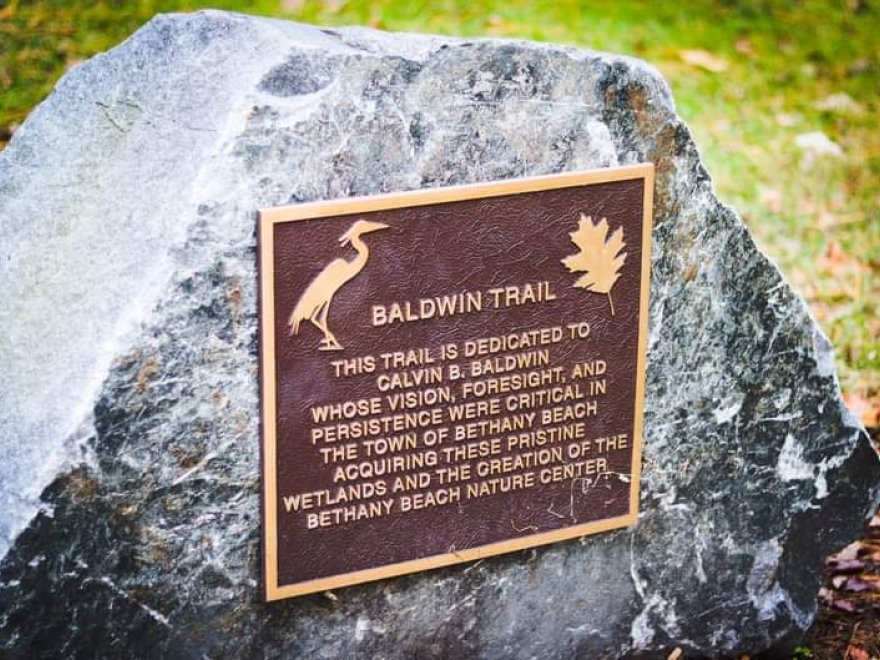 BALDWIN TRAIL
THIS TRAIL IS DEDICATED TO
CALVIN B. BALDWIN
WHOSE VISION, FORESIGHT, AND
PERSISTENCE WERE CRITICAL IN
THE TOWN OF BETHANY BEACH
ACQUIRING THESE PRISTINE
WETLANDS AND THE CREATION OF THE
BETHANY BEACH NATURE CENTER